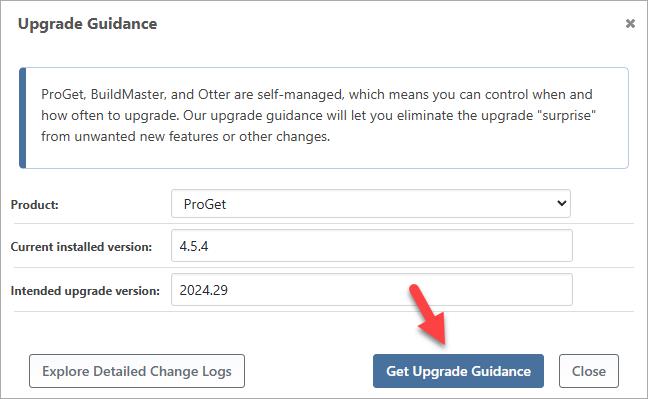 Upgrade Guidance
ProGet, BuildMaster, and Otter are self-managed, which means you can control when and
how often to upgrade. Our upgrade guidance will let you eliminate the upgrade "surprise"
from unwanted new features or other changes.
Product: ProGet
Current installed version: 4.5.4
Intended upgrade version: 2024.29
Explore Detailed Change Logs Get Upgrade Guidance Close